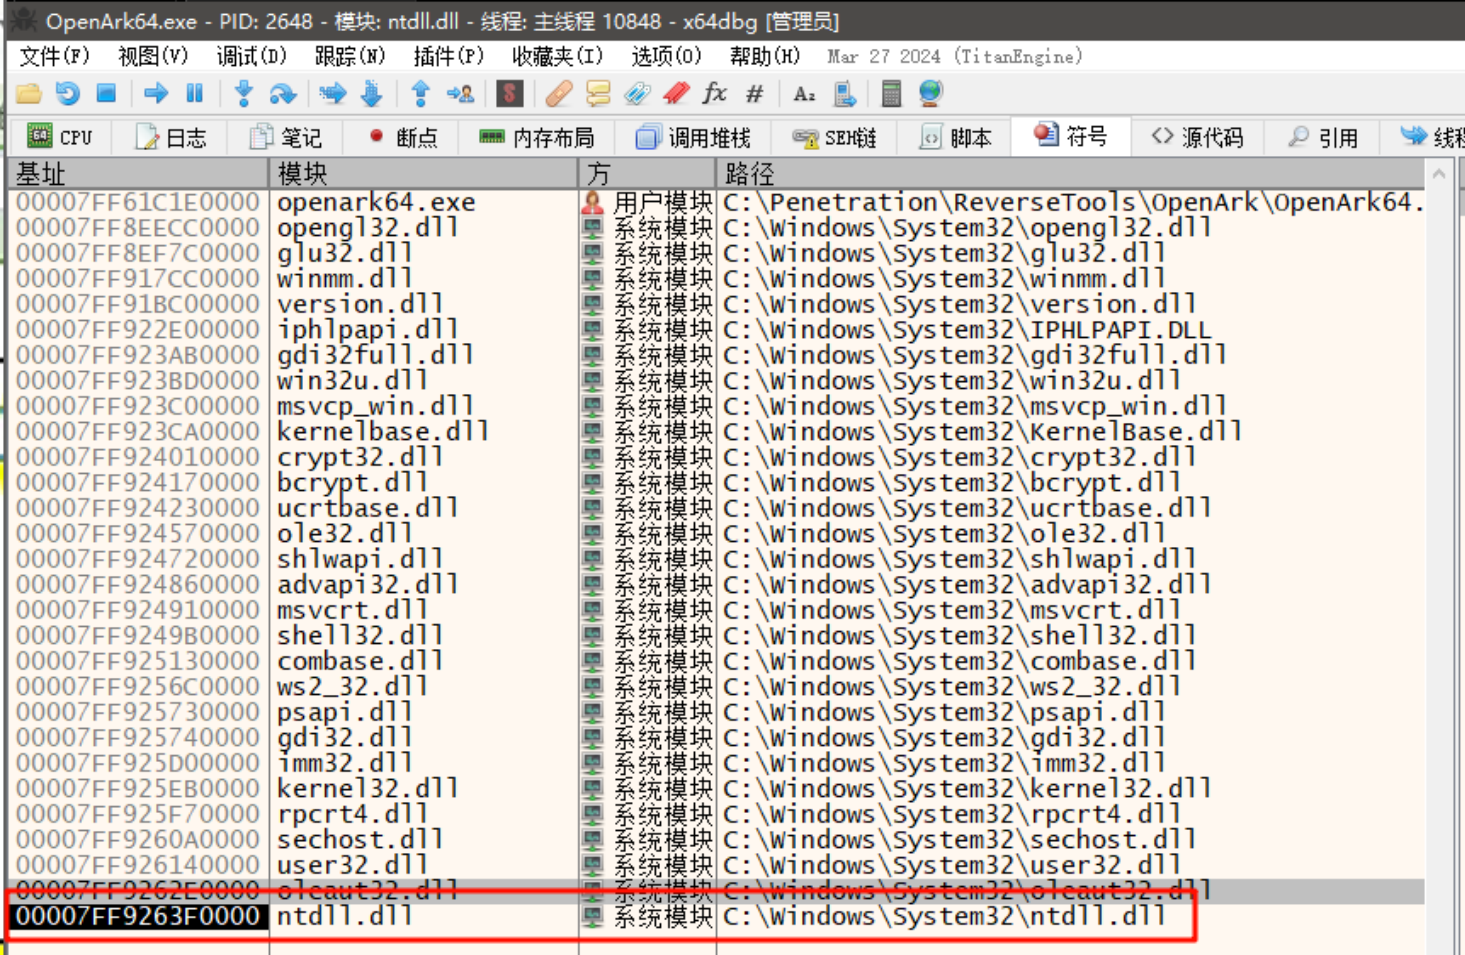 OpenArk64.exe - PID: 2648 - 模块: ntdll.dll - 线程: 主线程 10848 - x64dbg [管理员]
文件(F) 视图(V) 调试(D) 跟踪(N) 插件(P) 收藏夹(I) 选项(O) 帮助(H) Mar 27 2024 (TitanEngine)
CPU 日志 笔记 断点 内存布局 调用堆栈 SEH链 脚本 符号 源代码 引用 线程
基址 模块 方 路径
00007FF61C1E0000 openark64.exe 用户模块 C:\Penetration\ReverseTools\OpenArk\OpenArk64.
00007FF8EECC0000 opengl32.dll 系统模块 C:\Windows\System32\opengl32.dll
00007FF8EF7C0000 glu32.dll 系统模块 C:\Windows\System32\glu32.dll
00007FF917CC0000 winmm.dll 系统模块 C:\Windows\System32\winmm.dll
00007FF91BC00000 version.dll 系统模块 C:\Windows\System32\version.dll
00007FF922E00000 iphlpapi.dll 系统模块 C:\Windows\System32\IPHLPAPI.DLL
00007FF923AB0000 gdi32full.dll 系统模块 C:\Windows\System32\gdi32full.dll
00007FF923BD0000 win32u.dll 系统模块 C:\Windows\System32\win32u.dll
00007FF923C00000 msvcp_win.dll 系统模块 C:\Windows\System32\msvcp_win.dll
00007FF923CA0000 kernelbase.dll 系统模块 C:\Windows\System32\KernelBase.dll
00007FF924010000 crypt32.dll 系统模块 C:\Windows\System32\crypt32.dll
00007FF924170000 bcrypt.dll 系统模块 C:\Windows\System32\bcrypt.dll
00007FF924230000 ucrtbase.dll 系统模块 C:\Windows\System32\ucrtbase.dll
00007FF924570000 ole32.dll 系统模块 C:\Windows\System32\ole32.dll
00007FF924720000 shlwapi.dll 系统模块 C:\Windows\System32\shlwapi.dll
00007FF924860000 advapi32.dll 系统模块 C:\Windows\System32\advapi32.dll
00007FF924910000 msvcrt.dll 系统模块 C:\Windows\System32\msvcrt.dll
00007FF9249B0000 shell32.dll 系统模块 C:\Windows\System32\shell32.dll
00007FF925130000 combase.dll 系统模块 C:\Windows\System32\combase.dll
00007FF9256C0000 ws2_32.dll 系统模块 C:\Windows\System32\ws2_32.dll
00007FF925730000 psapi.dll 系统模块 C:\Windows\System32\psapi.dll
00007FF925740000 gdi32.dll 系统模块 C:\Windows\System32\gdi32.dll
00007FF925D00000 imm32.dll 系统模块 C:\Windows\System32\imm32.dll
00007FF925EB0000 kernel32.dll 系统模块 C:\Windows\System32\kernel32.dll
00007FF925F70000 rpcrt4.dll 系统模块 C:\Windows\System32\rpcrt4.dll
00007FF9260A0000 sechost.dll 系统模块 C:\Windows\System32\sechost.dll
00007FF926140000 user32.dll 系统模块 C:\Windows\System32\user32.dll
00007FF9262E0000 oleaut32.dll 系统模块 C:\Windows\System32\oleaut32.dll
00007FF9263F0000 ntdll.dll 系统模块 C:\Windows\System32\ntdll.dll